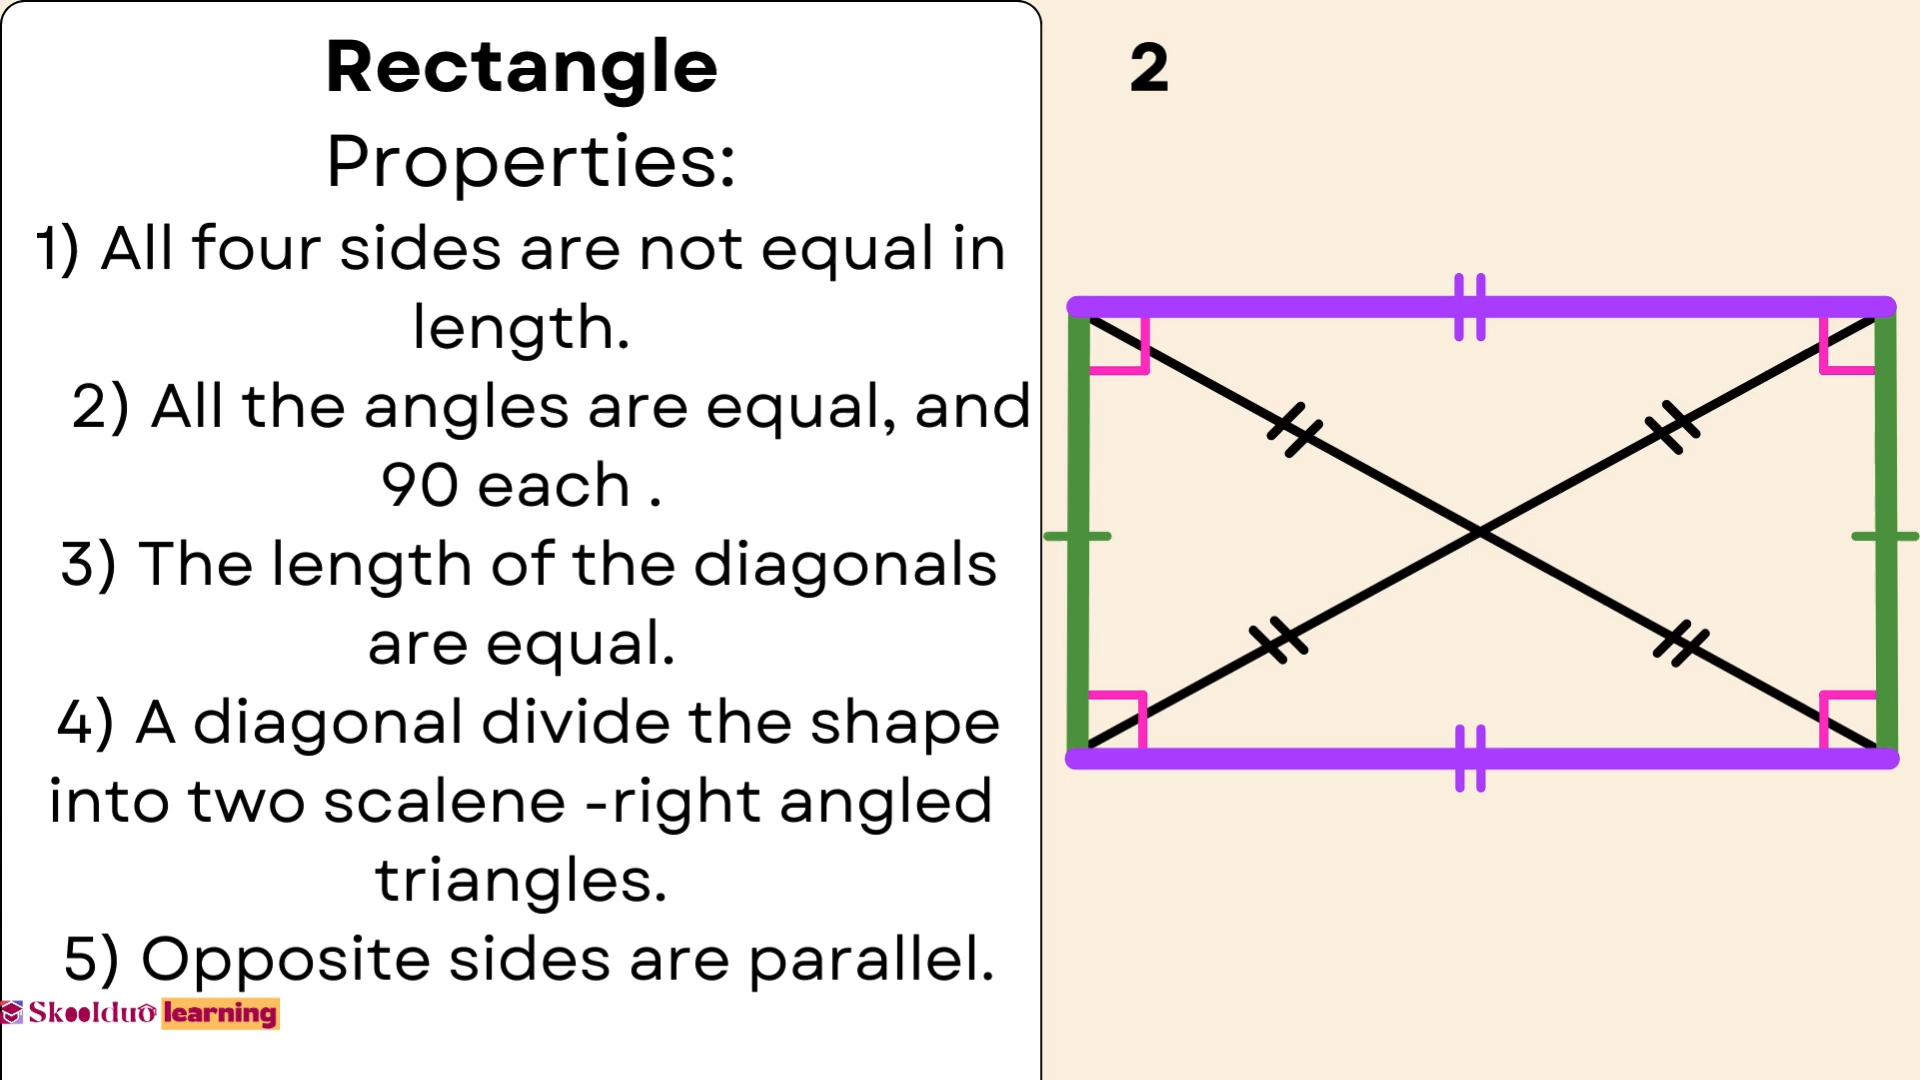 Rectangle
Properties:
1) All four sides are not equal in
length.
2) All the angles are equal, and
90 each .
3) The length of the diagonals
are equal.
4) A diagonal divide the shape
into two scalene -right angled
triangles.
5) Opposite sides are parallel.
Skoolduo learning
2